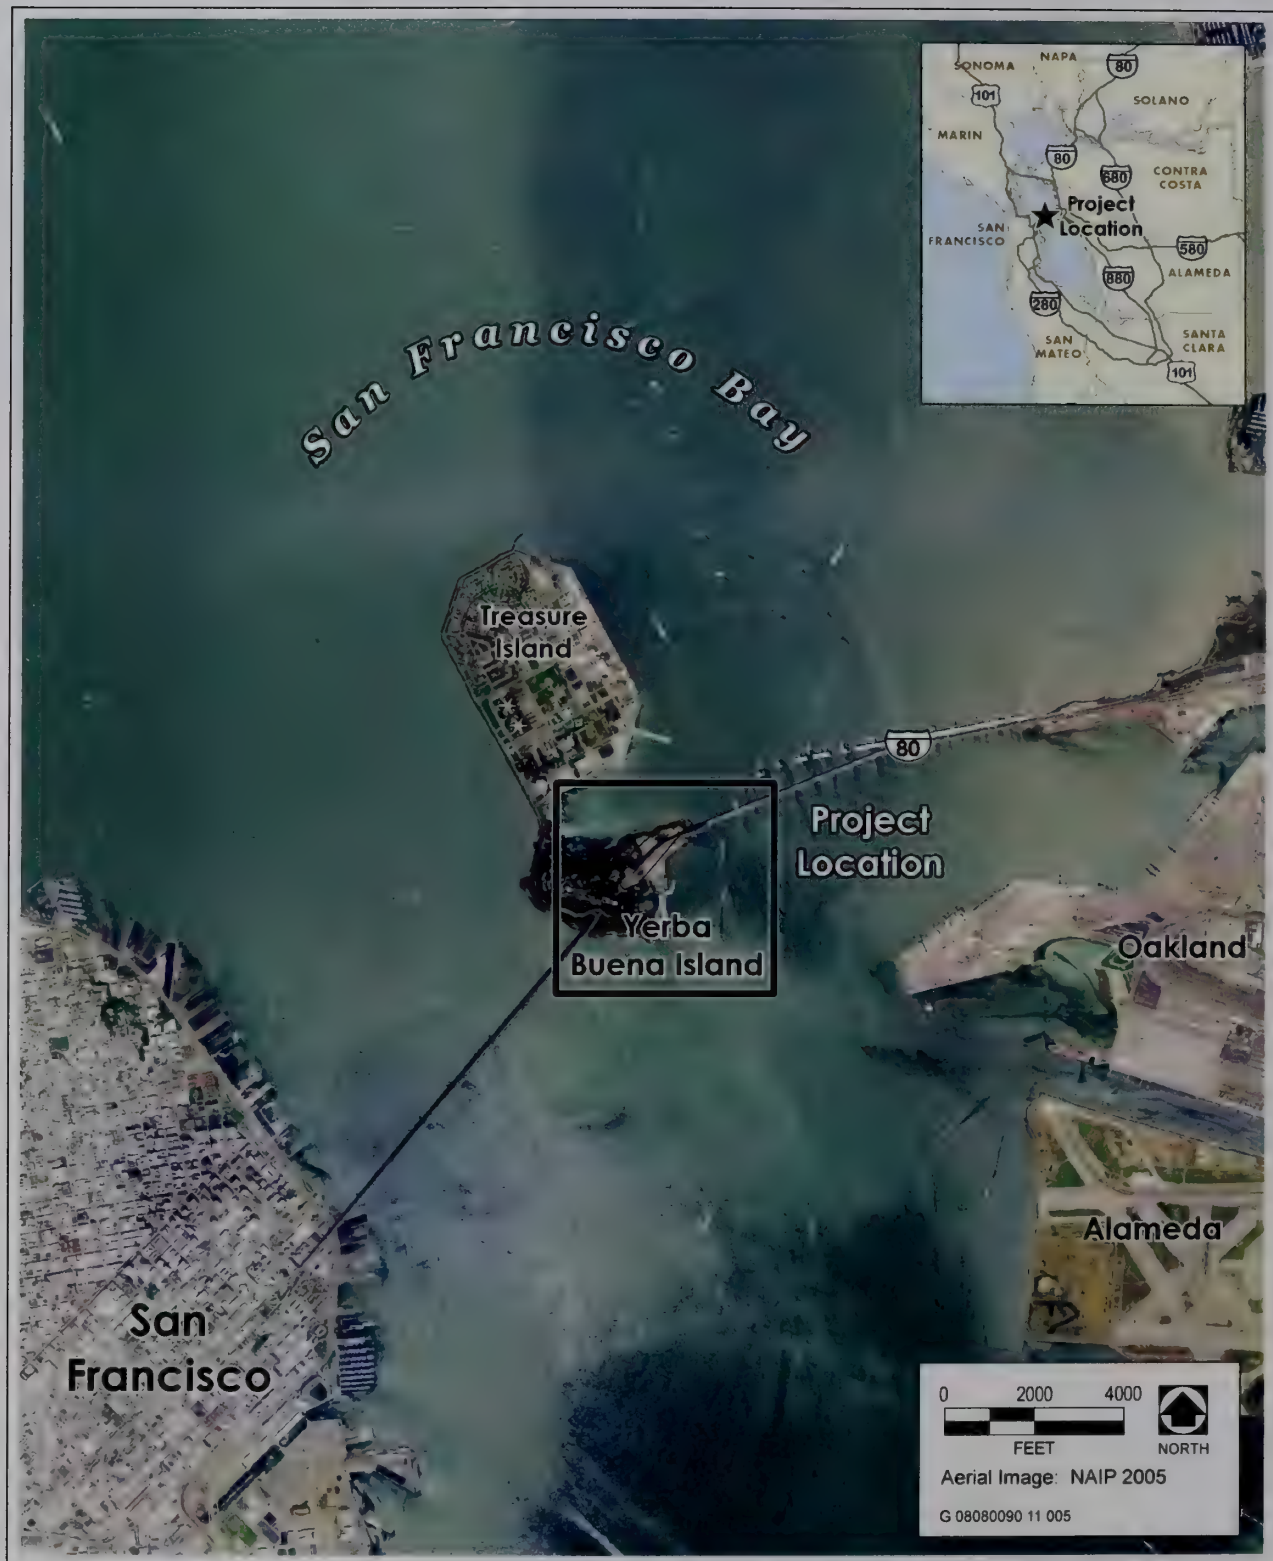 NAPA
SONOMA
80
101
SOLANO
MARIN
80
680
CONTRA
COSTA
Project
Location
SAN
FRANCISCO
580
ALAMEDA
880
280
SAN
MATEO
SANTA
CLARA
101
San Francisco Bay
Treasure
Island
80
Project
Location
Yerba
Buena Island
Oakland
Alameda
San
Francisco
0 2000 4000
FEET
NORTH
Aerial Image: NAIP 2005
G 08080090 11 005